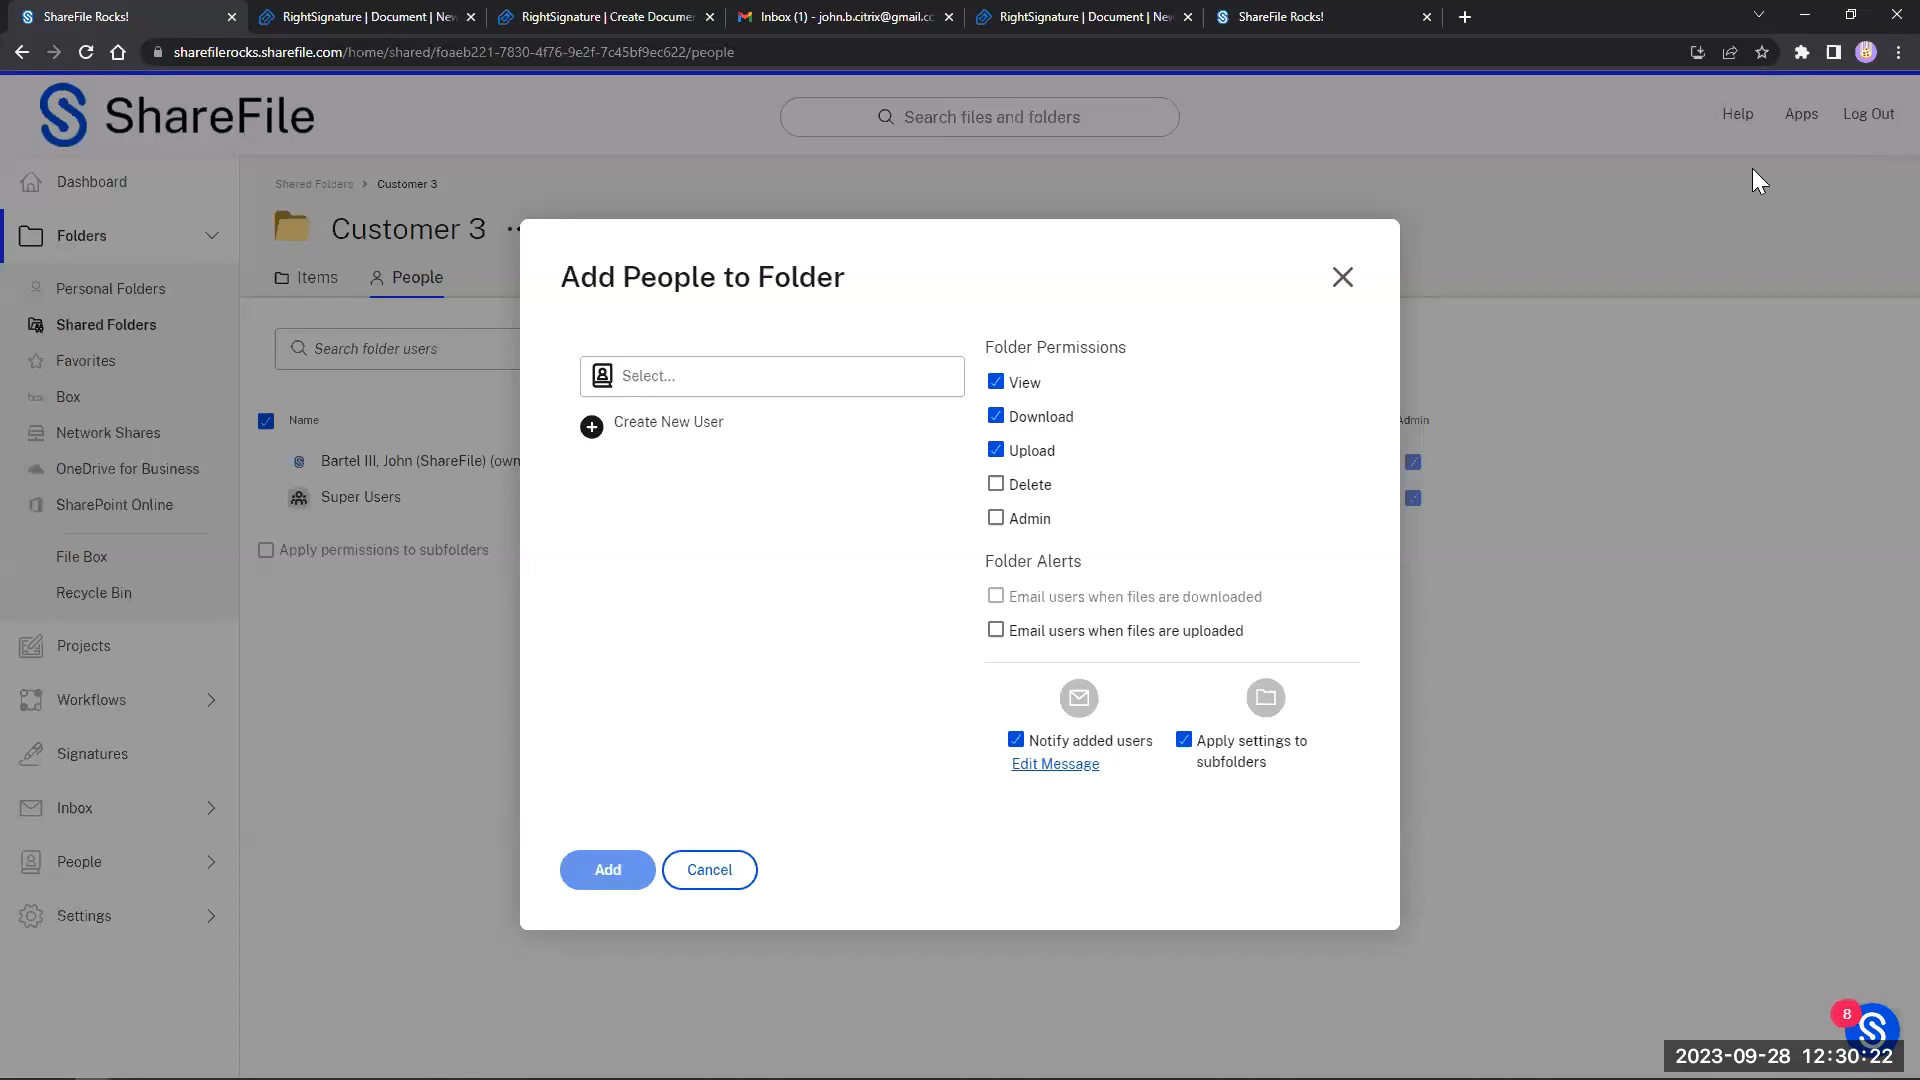 ShareFile Rocks!
RightSignature | Document | New
RightSignature | Create Documen
Inbox (1) - john.b.citrix@gmail.cc
RightSignature | Document | New
ShareFile Rocks!
sharefilerocks.sharefile.com/home/shared/foaeb221-7830-4f76-9e2f-7c45bf9ec622/people
ShareFile
Search files and folders
Help
Apps
Log Out
Dashboard
Folders
Personal Folders
Shared Folders
Favorites
Box
Network Shares
OneDrive for Business
SharePoint Online
File Box
Recycle Bin
Projects
Workflows
Signatures
Inbox
People
Settings
Shared Folders > Customer 3
Customer 3
Items
People
Search folder users
Name
Admin
Bartel III, John (ShareFile) (own
Super Users
Apply permissions to subfolders
Add People to Folder
Select...
Create New User
Folder Permissions
View
Download
Upload
Delete
Admin
Folder Alerts
Email users when files are downloaded
Email users when files are uploaded
Notify added users
Edit Message
Apply settings to
subfolders
Add
Cancel
8
2023-09-28 12:30:22